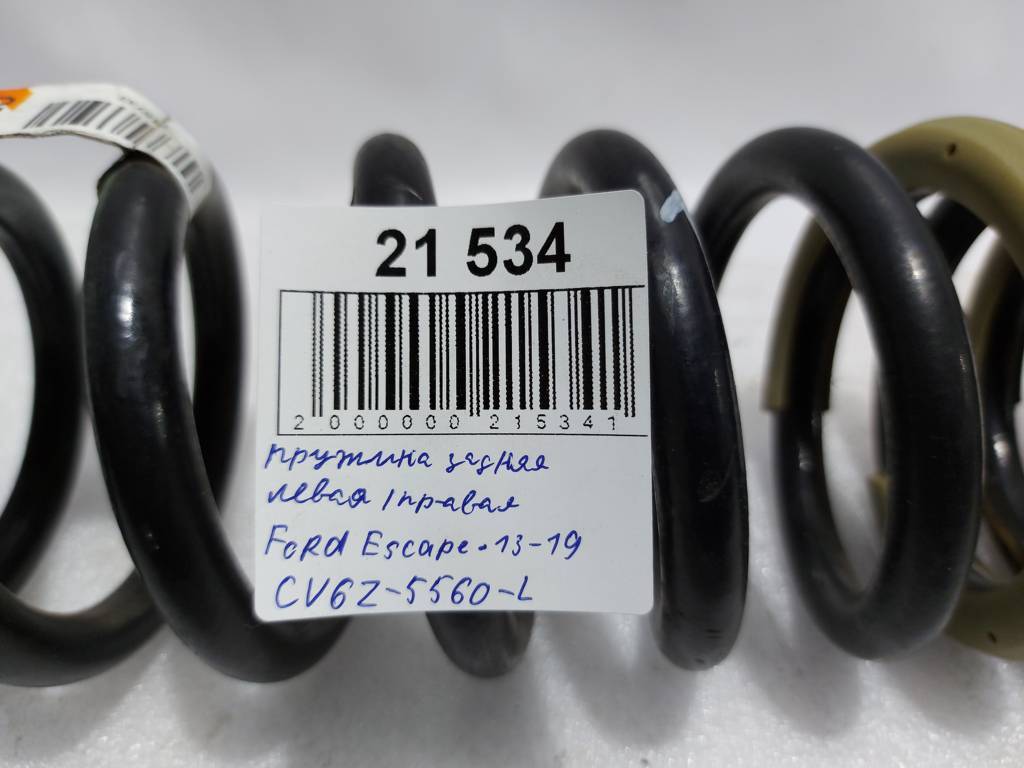 21 534
2 000000 215341
пружина задняя
левая/правая
Ford Escape.13-19
CV6Z-5560-L